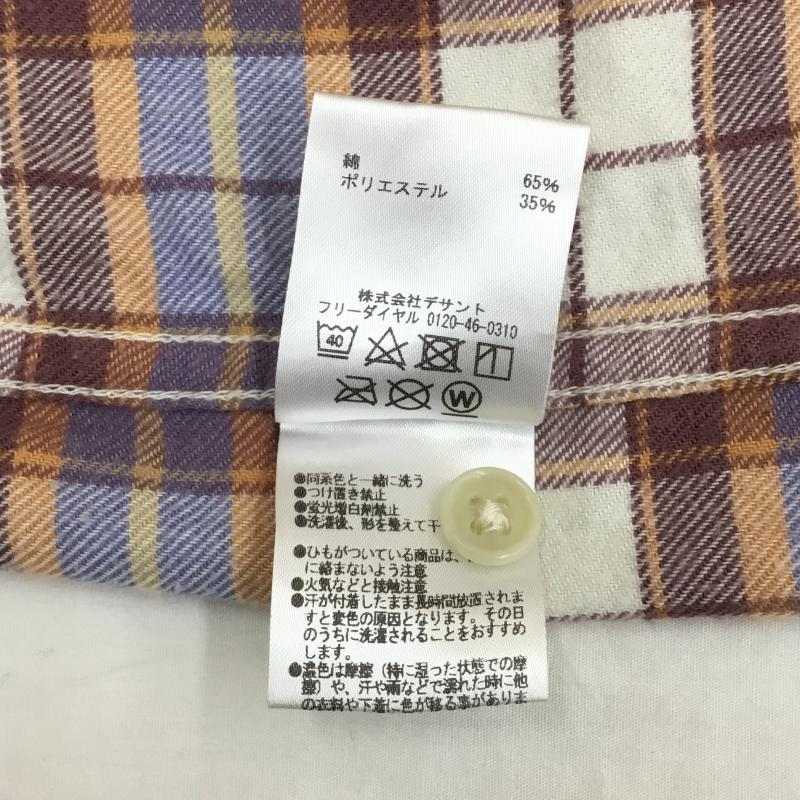 綿 65%
ポリエステル 35%
株式会社デサント
フリーダイヤル 0120-46-0310
40
W
●同系色と一緒に洗う
●つけ置き禁止
●蛍光増白剤禁止
●洗濯後、形を整えて干
●ひもがついている商品は、
に絡まないよう注意
●火気などと接触注意
●汗が付着したまま長時間放置されま
すと変色の原因となります。その日
のうちに洗濯されることをおすすめ
します。
●濃色は摩擦（特に湿った状態での摩
擦）や、汗や雨などで濡れた時に他
の衣料や下着に色が移る事がありま